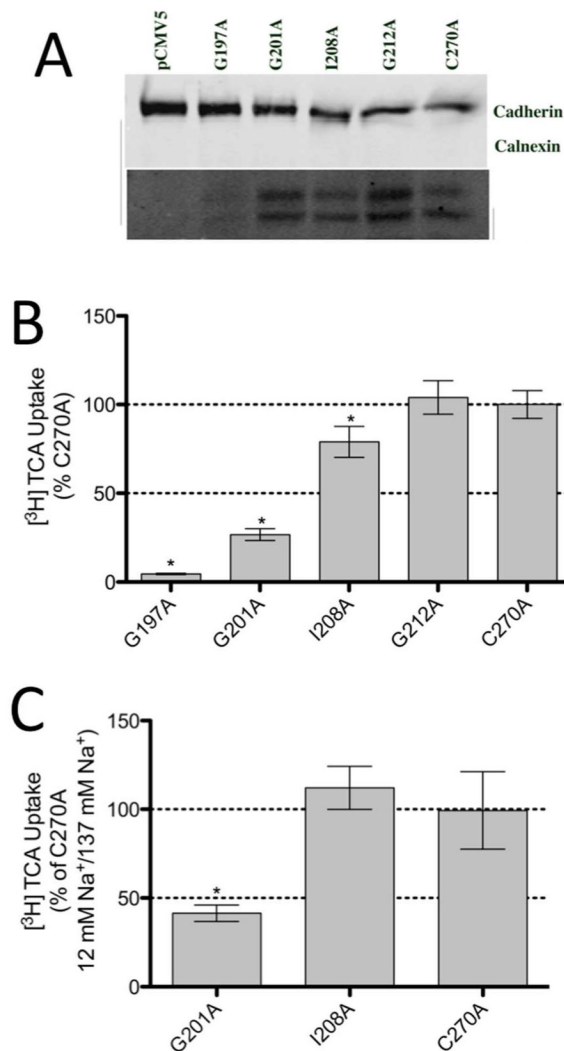 A
pCMV5
G197A
G201A
I208A
G212A
C270A
Cadherin
Calnexin
B
[³H] TCA Uptake
(% C270A)
150
100
50
0
*
*
*
G197A
G201A
I208A
G212A
C270A
C
[³H] TCA Uptake
(% of C270A
12 mM Na⁺/137 mM Na⁺)
150
100
50
0
*
G201A
I208A
C270A